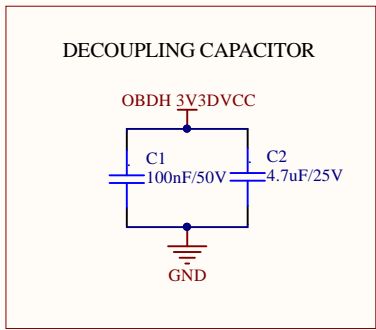 DECOUPLING CAPACITOR
OBDH 3V3DVCC
C1
100nF/50V
C2
4.7uF/25V
GND